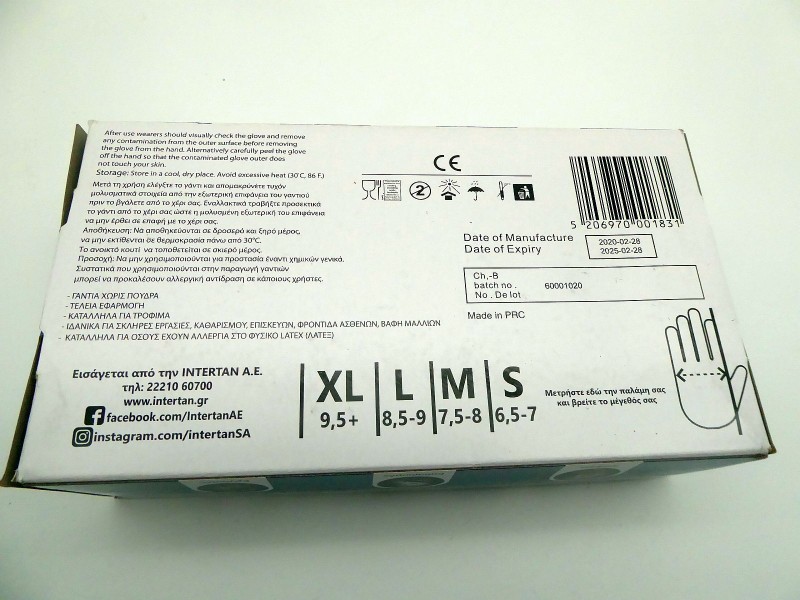 After use wearers should visually check the glove and remove
any contamination from the outer surface before removing
the glove from the hand. Alternatively carefully peel the glove
off the hand so that the contaminated glove outer does
not touch your skin.
Storage: Store in a cool, dry place. Avoid excessive heat (30°C, 86 F.)
Μετά τη χρήση ελέγξτε το γάντι και απομακρύνετε τυχόν
μολυσματικά στοιχεία από την εξωτερική επιφάνεια του γαντιού
πριν το βγάλετε από το χέρι σας. Εναλλακτικά τραβήξτε προσεκτικά
το γάντι από το χέρι σας ώστε η μολυσμένη εξωτερική του επιφάνεια
να μην έρθει σε επαφή με το χέρι σας.
Αποθήκευση: Να αποθηκεύονται σε δροσερό και ξηρό μέρος,
να μην εκτίθενται σε θερμοκρασία πάνω από 30°C.
Το ανοικτό κουτί να τοποθετείται σε σκιερό μέρος.
Προσοχή: Να μην χρησιμοποιούνται για προστασία έναντι χημικών γενικά.
Συστατικά που χρησιμοποιούνται στην παραγωγή γαντιών
μπορεί να προκαλέσουν αλλεργική αντίδραση σε κάποιους χρήστες.
- ΓΑΝΤΙΑ ΧΩΡΙΣ ΠΟΥΔΡΑ
- ΤΕΛΕΙΑ ΕΦΑΡΜΟΓΗ
- ΚΑΤΑΛΛΗΛΑ ΓΙΑ ΤΡΟΦΙΜΑ
- ΙΔΑΝΙΚΑ ΓΙΑ ΣΚΛΗΡΕΣ ΕΡΓΑΣΙΕΣ, ΚΑΘΑΡΙΣΜΟΥ, ΕΠΙΣΚΕΥΩΝ, ΦΡΟΝΤΙΔΑ ΑΣΘΕΝΩΝ, ΒΑΦΗ ΜΑΛΛΙΩΝ
- ΚΑΤΑΛΛΗΛΑ ΓΙΑ ΟΣΟΥΣ ΕΧΟΥΝ ΑΛΛΕΡΓΙΑ ΣΤΟ ΦΥΣΙΚΟ LATEX (ΛΑΤΕΞ)
CE
2
5 206970 001831
Date of Manufacture 2020-02-28
Date of Expiry 2025-02-28
Ch,-B
batch no . 60001020
No . De lot
Made in PRC
Εισάγεται από την INTERTAN A.E.
τηλ: 22210 60700
www.intertan.gr
facebook.com/IntertanAE
instagram.com/intertanSA
XL L M S
9,5+ 8,5-9 7,5-8 6,5-7
Μετρήστε εδώ την παλάμη σας
και βρείτε το μέγεθός σας